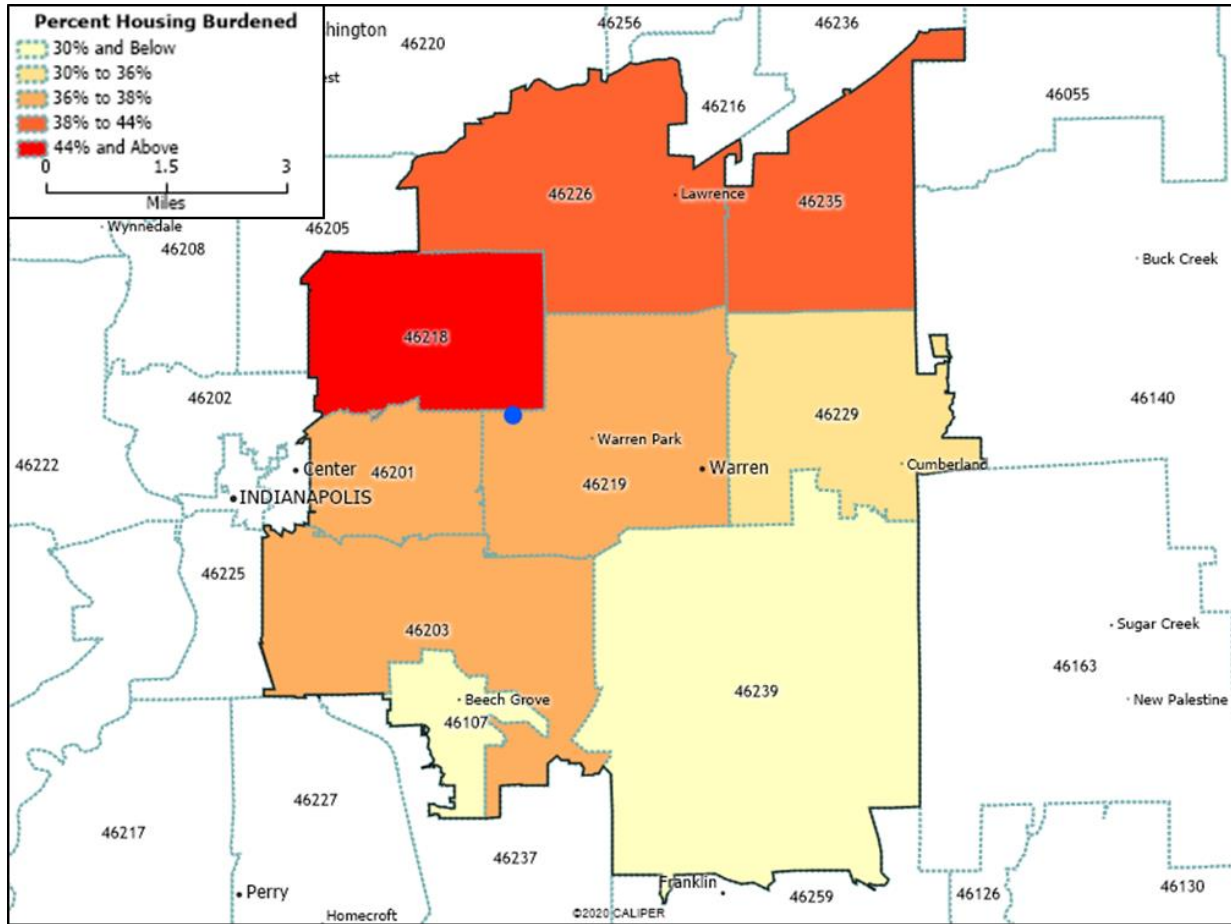 Percent Housing Burdened
30% and Below
30% to 36%
36% to 38%
38% to 44%
44% and Above
0 1.5 3
Miles
hington
est
46256
46236
46220
46216
46055
46226
Lawrence
46235
Wynnedale
46205
46208
Buck Creek
46218
46202
46229
46140
46222
Center
46201
Warren Park
Warren
Cumberland
INDIANAPOLIS
46219
46225
46203
Sugar Creek
46163
46239
Beech Grove
46107
New Palestine
46227
46217
46237
Perry
Franklin
46259
46126
46130
Homecroft
©2020 CALIPER